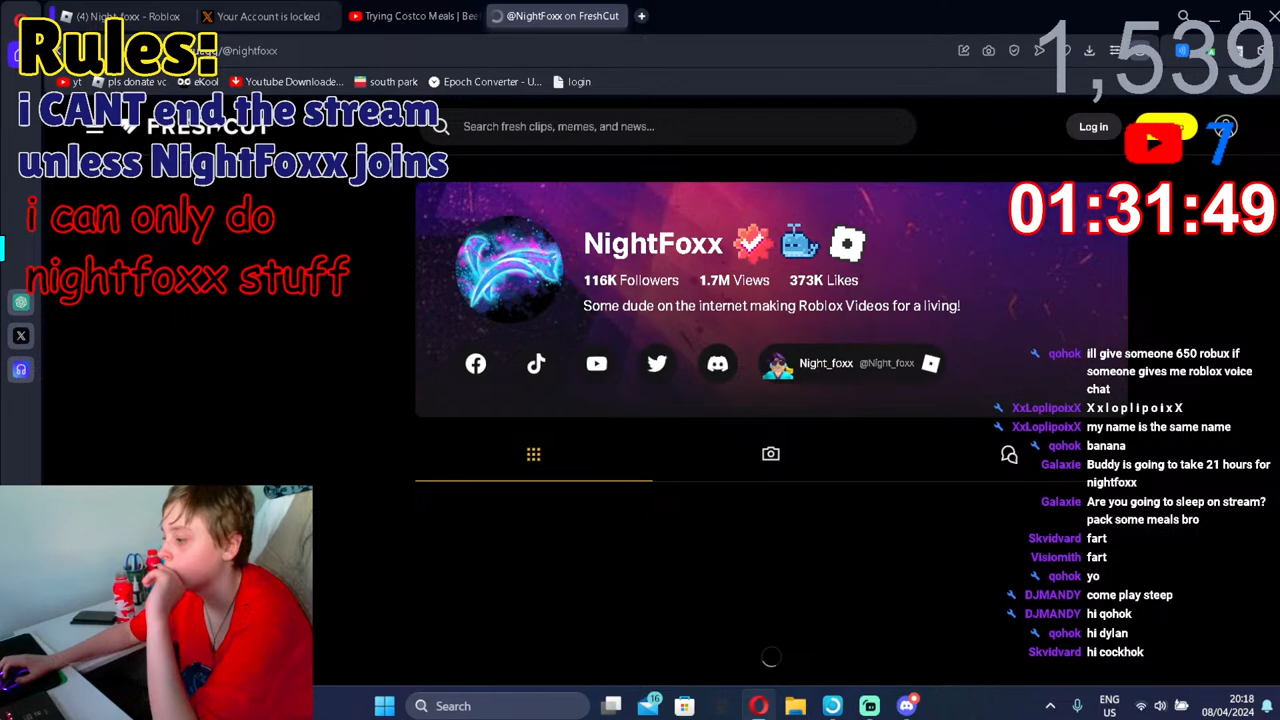 (4) Night-foxx - Roblox
Your Account is locked
Trying Costco Meals | Be
@NightFoxx on FreshCut
Rules:
i CANT end the stream
unless NightFoxx joins
i can only do
nightfoxx stuff
/@nightfoxx
yt
pls donate vc
eKool
Youtube Downloade...
south park
Epoch Converter - U...
login
1,539
7
01:31:49
FRESHCUT
Search fresh clips, memes, and news...
Log in
NightFoxx
116K Followers 1.7M Views 373K Likes
Some dude on the internet making Roblox Videos for a living!
Night_foxx @Night_foxx
qohok ill give someone 650 robux if
someone gives me roblox voice
chat
XxLoplipoixX X x l o p l i p o i x X
XxLoplipoixX my name is the same name
qohok banana
Galaxie Buddy is going to take 21 hours for
nightfoxx
Galaxie Are you going to sleep on stream?
pack some meals bro
Skvidvard fart
Visiomith fart
qohok yo
DJMANDY come play steep
DJMANDY hi qohok
qohok hi dylan
Skvidvard hi cockhok
Search
16
ENG
US
20:18
08/04/2024